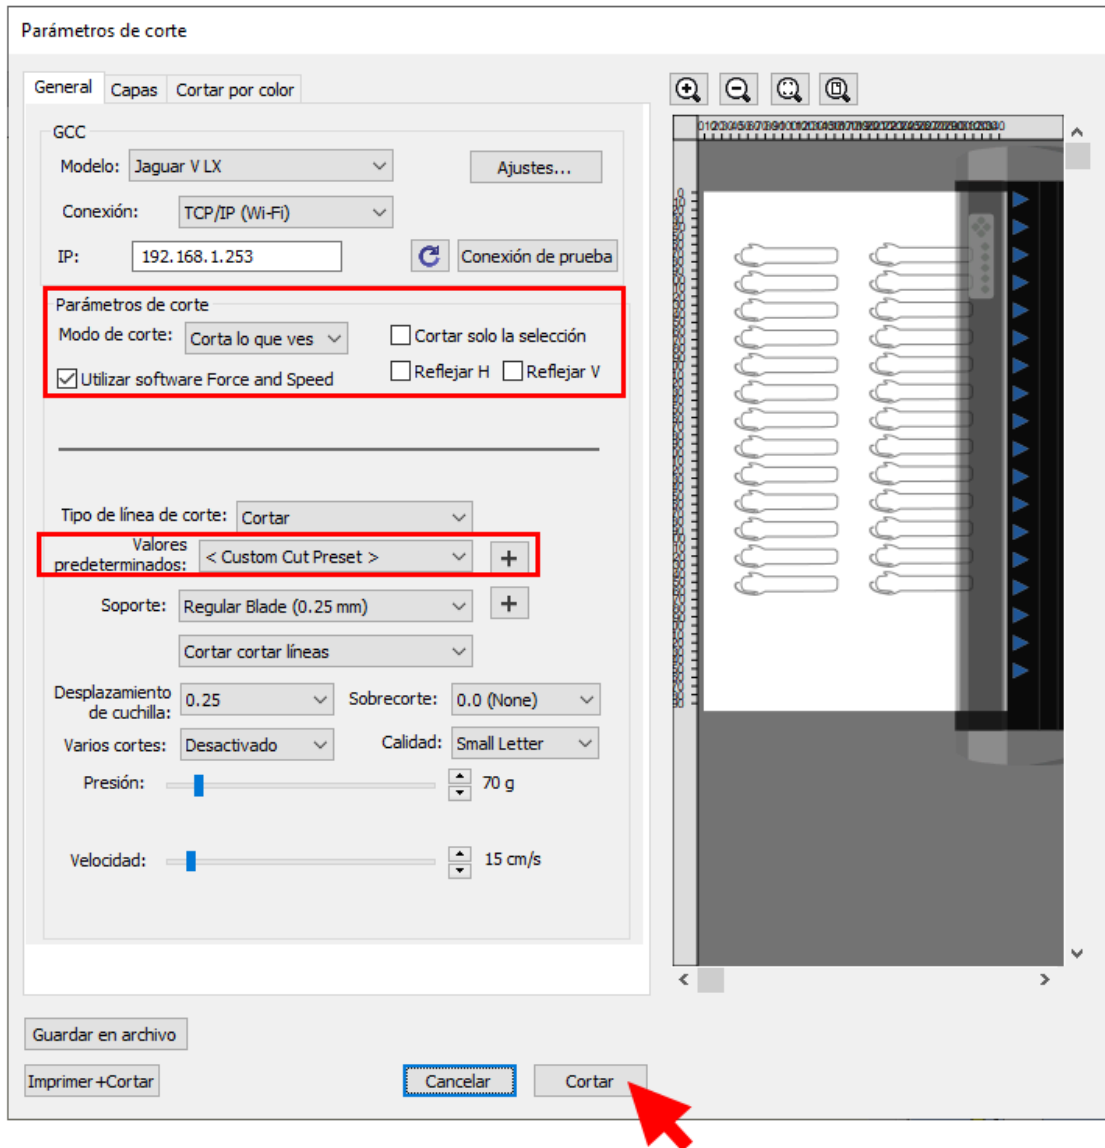 Parámetros de corte
General Capas Cortar por color
GCC
Modelo: Jaguar V LX Ajustes...
Conexión: TCP/IP (Wi-Fi)
IP: 192.168.1.253 Conexión de prueba
Parámetros de corte
Modo de corte: Corta lo que ves Cortar solo la selección
Utilizar software Force and Speed Reflejar H Reflejar V
Tipo de línea de corte: Cortar
Valores
predeterminados: < Custom Cut Preset > +
Soporte: Regular Blade (0.25 mm) +
Cortar cortar líneas
Desplazamiento
de cuchilla: 0.25 Sobrecorte: 0.0 (None)
Varios cortes: Desactivado Calidad: Small Letter
Presión: 70 g
Velocidad: 15 cm/s
Guardar en archivo
Imprimer+Cortar Cancelar Cortar